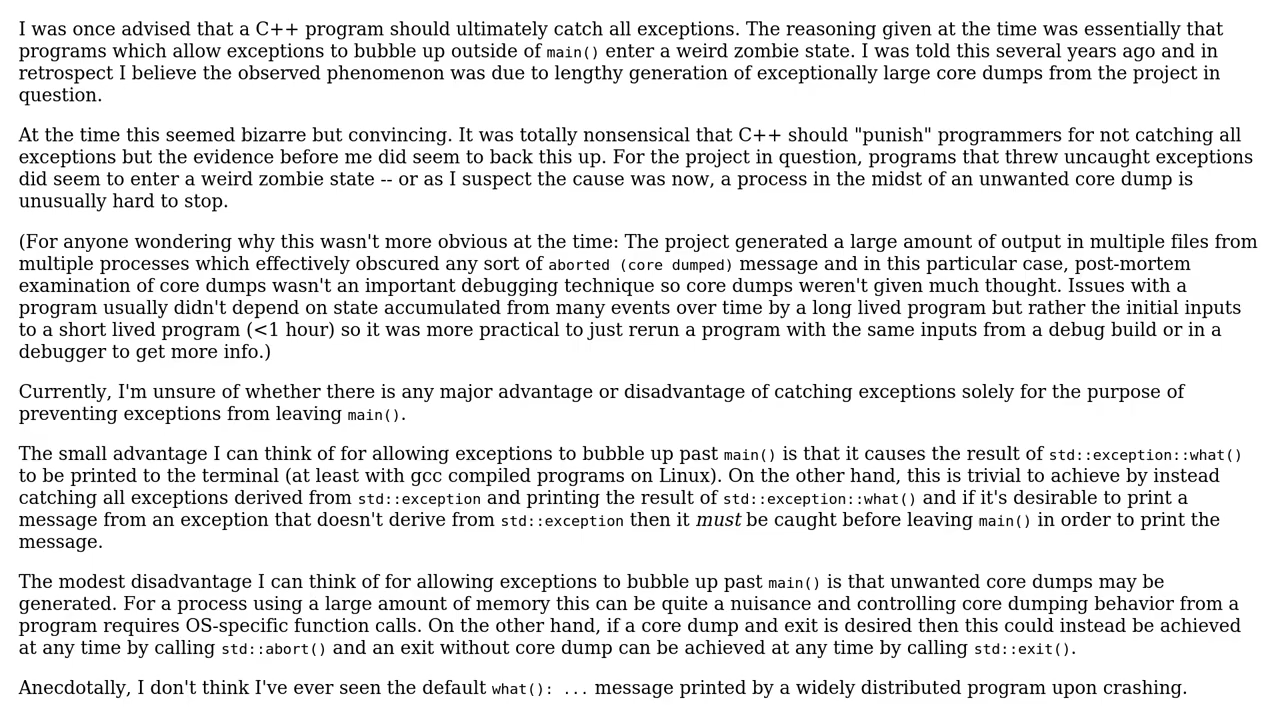 I was once advised that a C++ program should ultimately catch all exceptions. The reasoning given at the time was essentially that
programs which allow exceptions to bubble up outside of main() enter a weird zombie state. I was told this several years ago and in
retrospect I believe the observed phenomenon was due to lengthy generation of exceptionally large core dumps from the project in
question.
At the time this seemed bizarre but convincing. It was totally nonsensical that C++ should "punish" programmers for not catching all
exceptions but the evidence before me did seem to back this up. For the project in question, programs that threw uncaught exceptions
did seem to enter a weird zombie state -- or as I suspect the cause was now, a process in the midst of an unwanted core dump is
unusually hard to stop.
(For anyone wondering why this wasn't more obvious at the time: The project generated a large amount of output in multiple files from
multiple processes which effectively obscured any sort of aborted (core dumped) message and in this particular case, post-mortem
examination of core dumps wasn't an important debugging technique so core dumps weren't given much thought. Issues with a
program usually didn't depend on state accumulated from many events over time by a long lived program but rather the initial inputs
to a short lived program (<1 hour) so it was more practical to just rerun a program with the same inputs from a debug build or in a
debugger to get more info.)
Currently, I'm unsure of whether there is any major advantage or disadvantage of catching exceptions solely for the purpose of
preventing exceptions from leaving main().
The small advantage I can think of for allowing exceptions to bubble up past main() is that it causes the result of std::exception::what()
to be printed to the terminal (at least with gcc compiled programs on Linux). On the other hand, this is trivial to achieve by instead
catching all exceptions derived from std::exception and printing the result of std::exception::what() and if it's desirable to print a
message from an exception that doesn't derive from std::exception then it must be caught before leaving main() in order to print the
message.
The modest disadvantage I can think of for allowing exceptions to bubble up past main() is that unwanted core dumps may be
generated. For a process using a large amount of memory this can be quite a nuisance and controlling core dumping behavior from a
program requires OS-specific function calls. On the other hand, if a core dump and exit is desired then this could instead be achieved
at any time by calling std::abort() and an exit without core dump can be achieved at any time by calling std::exit().
Anecdotally, I don't think I've ever seen the default what(): ... message printed by a widely distributed program upon crashing.